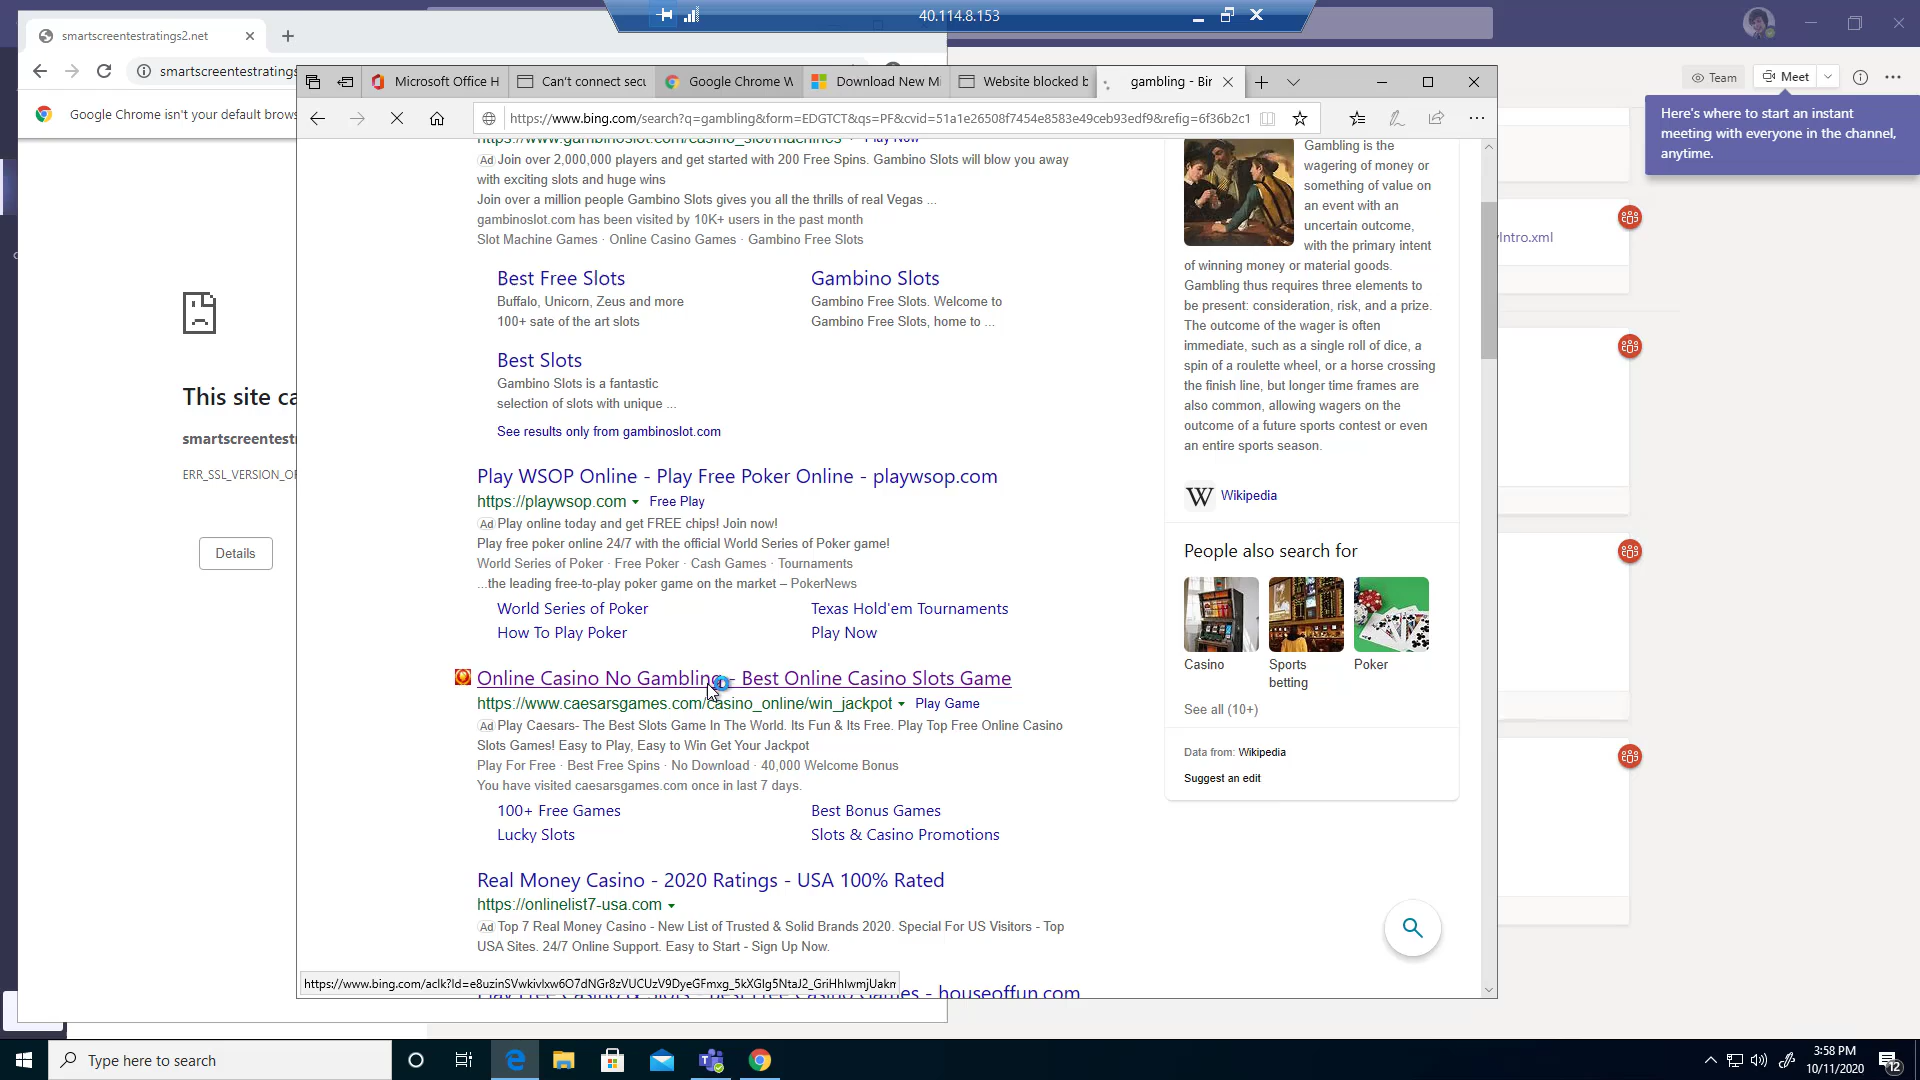 40.114.8.153
smartscreentestratings2.net
smartscreentestratings
Google Chrome isn't your default brows
This site ca
smartscreentest
ERR_SSL_VERSION_OR
Details
Microsoft Office H
Can't connect secu
Google Chrome W
Download New Mi
Website blocked b
gambling - Bin
https://www.bing.com/search?q=gambling&form=EDGTCT&qs=PF&cvid=51a1e26508f7454e8583e49ceb93edf9&refig=6f36b2c1
Team
Meet
Here's where to start an instant
meeting with everyone in the channel,
anytime.
Intro.xml
https://www.gambinoslot.com/casino_slot/machines Play Now
Ad Join over 2,000,000 players and get started with 200 Free Spins. Gambino Slots will blow you away
with exciting slots and huge wins
Join over a million people Gambino Slots gives you all the thrills of real Vegas ...
gambinoslot.com has been visited by 10K+ users in the past month
Slot Machine Games · Online Casino Games · Gambino Free Slots
Best Free Slots
Buffalo, Unicorn, Zeus and more
100+ sate of the art slots
Gambino Slots
Gambino Free Slots. Welcome to
Gambino Free Slots, home to ...
Best Slots
Gambino Slots is a fantastic
selection of slots with unique ...
See results only from gambinoslot.com
Play WSOP Online - Play Free Poker Online - playwsop.com
https://playwsop.com Free Play
Ad Play online today and get FREE chips! Join now!
Play free poker online 24/7 with the official World Series of Poker game!
World Series of Poker · Free Poker · Cash Games · Tournaments
...the leading free-to-play poker game on the market – PokerNews
World Series of Poker
Texas Hold'em Tournaments
How To Play Poker
Play Now
Online Casino No Gambling - Best Online Casino Slots Game
https://www.caesarsgames.com/casino_online/win_jackpot Play Game
Ad Play Caesars- The Best Slots Game In The World. Its Fun & Its Free. Play Top Free Online Casino
Slots Games! Easy to Play, Easy to Win Get Your Jackpot
Play For Free · Best Free Spins · No Download · 40,000 Welcome Bonus
You have visited caesarsgames.com once in last 7 days.
100+ Free Games
Best Bonus Games
Lucky Slots
Slots & Casino Promotions
Real Money Casino - 2020 Ratings - USA 100% Rated
https://onlinelist7-usa.com
Ad Top 7 Real Money Casino - New List of Trusted & Solid Brands 2020. Special For US Visitors - Top
USA Sites. 24/7 Online Support. Easy to Start - Sign Up Now.
houseoffun.com
Gambling is the
wagering of money or
something of value on
an event with an
uncertain outcome,
with the primary intent
of winning money or material goods.
Gambling thus requires three elements to
be present: consideration, risk, and a prize.
The outcome of the wager is often
immediate, such as a single roll of dice, a
spin of a roulette wheel, or a horse crossing
the finish line, but longer time frames are
also common, allowing wagers on the
outcome of a future sports contest or even
an entire sports season.
W Wikipedia
People also search for
Casino
Sports
betting
Poker
See all (10+)
Data from: Wikipedia
Suggest an edit
Type here to search
3:58 PM
10/11/2020
12